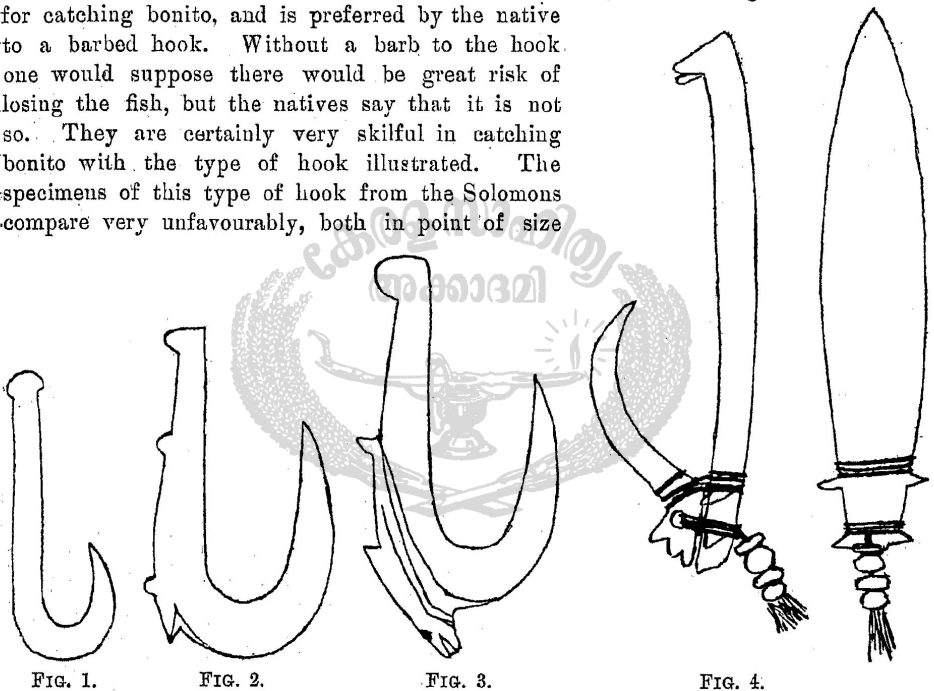 for catching bonito, and is preferred by the native
to a barbed hook. Without a barb to the hook
one would suppose there would be great risk of
losing the fish, but the natives say that it is not
so. They are certainly very skilful in catching
bonito with the type of hook illustrated. The
specimens of this type of hook from the Solomons
compare very unfavourably, both in point of size
കേരള സാഹിത്യ
അക്കാദമി
FIG. 1.
FIG. 2.
FIG. 3.
FIG. 4.